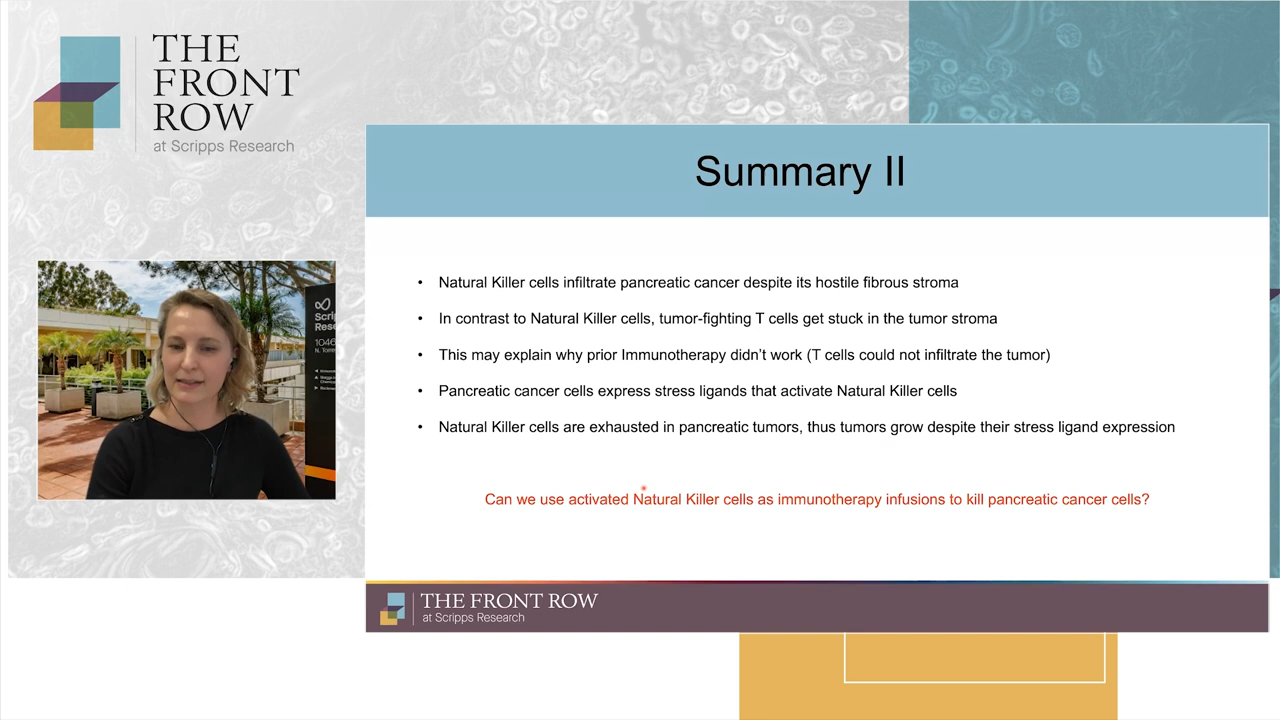 THE
FRONT
ROW
at Scripps Research
Summary II
• Natural Killer cells infiltrate pancreatic cancer despite its hostile fibrous stroma
• In contrast to Natural Killer cells, tumor-fighting T cells get stuck in the tumor stroma
• This may explain why prior Immunotherapy didn't work (T cells could not infiltrate the tumor)
• Pancreatic cancer cells express stress ligands that activate Natural Killer cells
• Natural Killer cells are exhausted in pancreatic tumors, thus tumors grow despite their stress ligand expression
Can we use activated Natural Killer cells as immunotherapy infusions to kill pancreatic cancer cells?
Scrip
Rese
1046
THE FRONT ROW
at Scripps Research